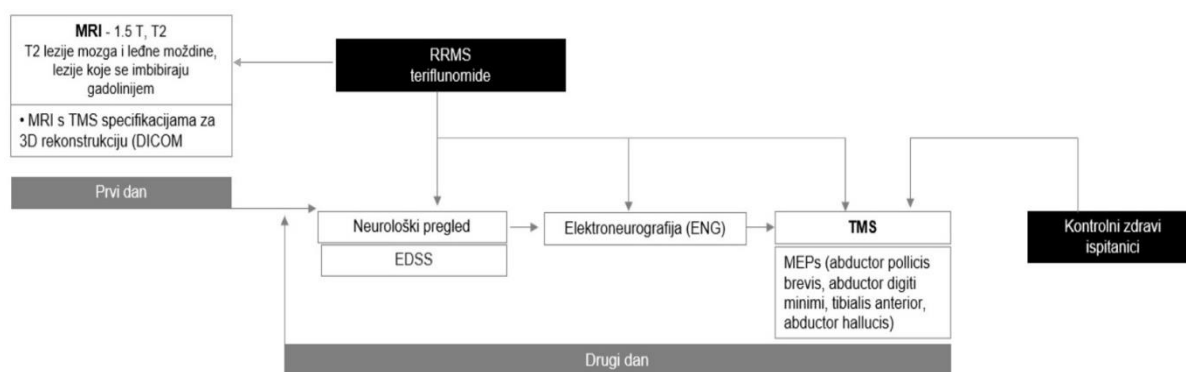 MRI - 1.5 T, T2
T2 lezije mozga i leđne moždine,
lezije koje se imbibiraju
gadolinijem
• MRI s TMS specifikacijama za
3D rekonstrukciju (DICOM
Prvi dan
RRMS
teriflunomide
Neurološki pregled
EDSS
Elektroneurografija (ENG)
TMS
MEPs (abductor pollicis
brevis, abductor digiti
minimi, tibialis anterior,
abductor hallucis)
Kontrolni zdravi
ispitanici
Drugi dan